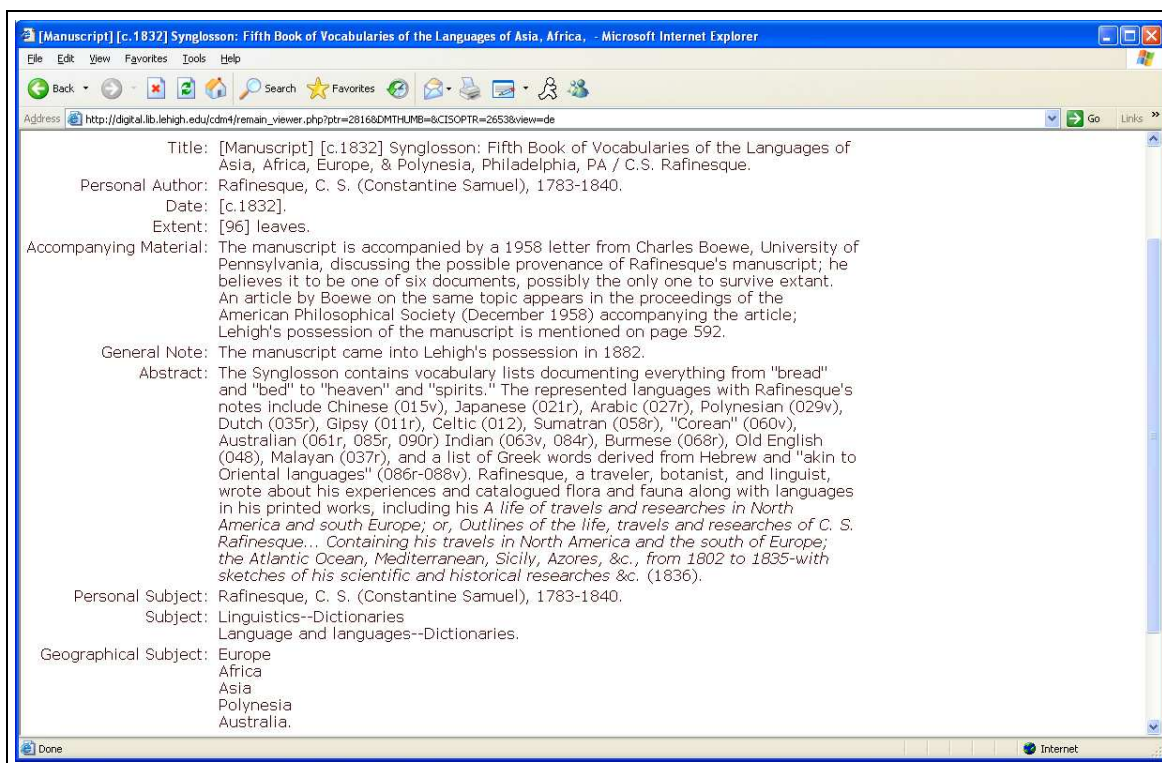 [Manuscript] [c.1832] Synglosson: Fifth Book of Vocabularies of the Languages of Asia, Africa, - Microsoft Internet Explorer
File Edit View Favorites Tools Help
Back Search Favorites
Address http://digital.lib.lehigh.edu/cdm4/remain_viewer.php?ptr=2816&DMTHUMB=&CISOPTR=2653&view=de Go Links »
Title: [Manuscript] [c.1832] Synglosson: Fifth Book of Vocabularies of the Languages of
Asia, Africa, Europe, & Polynesia, Philadelphia, PA / C.S. Rafinesque.
Personal Author: Rafinesque, C. S. (Constantine Samuel), 1783-1840.
Date: [c.1832].
Extent: [96] leaves.
Accompanying Material: The manuscript is accompanied by a 1958 letter from Charles Boewe, University of
Pennsylvania, discussing the possible provenance of Rafinesque's manuscript; he
believes it to be one of six documents, possibly the only one to survive extant.
An article by Boewe on the same topic appears in the proceedings of the
American Philosophical Society (December 1958) accompanying the article;
Lehigh's possession of the manuscript is mentioned on page 592.
General Note: The manuscript came into Lehigh's possession in 1882.
Abstract: The Synglosson contains vocabulary lists documenting everything from "bread"
and "bed" to "heaven" and "spirits." The represented languages with Rafinesque's
notes include Chinese (015v), Japanese (021r), Arabic (027r), Polynesian (029v),
Dutch (035r), Gipsy (011r), Celtic (012), Sumatran (058r), "Corean" (060v),
Australian (061r, 085r, 090r) Indian (063v, 084r), Burmese (068r), Old English
(048), Malayan (037r), and a list of Greek words derived from Hebrew and "akin to
Oriental languages" (086r-088v). Rafinesque, a traveler, botanist, and linguist,
wrote about his experiences and catalogued flora and fauna along with languages
in his printed works, including his A life of travels and researches in North
America and south Europe; or, Outlines of the life, travels and researches of C. S.
Rafinesque... Containing his travels in North America and the south of Europe;
the Atlantic Ocean, Mediterranean, Sicily, Azores, &c., from 1802 to 1835-with
sketches of his scientific and historical researches &c. (1836).
Personal Subject: Rafinesque, C. S. (Constantine Samuel), 1783-1840.
Subject: Linguistics--Dictionaries
Language and languages--Dictionaries.
Geographical Subject: Europe
Africa
Asia
Polynesia
Australia.
Done Internet